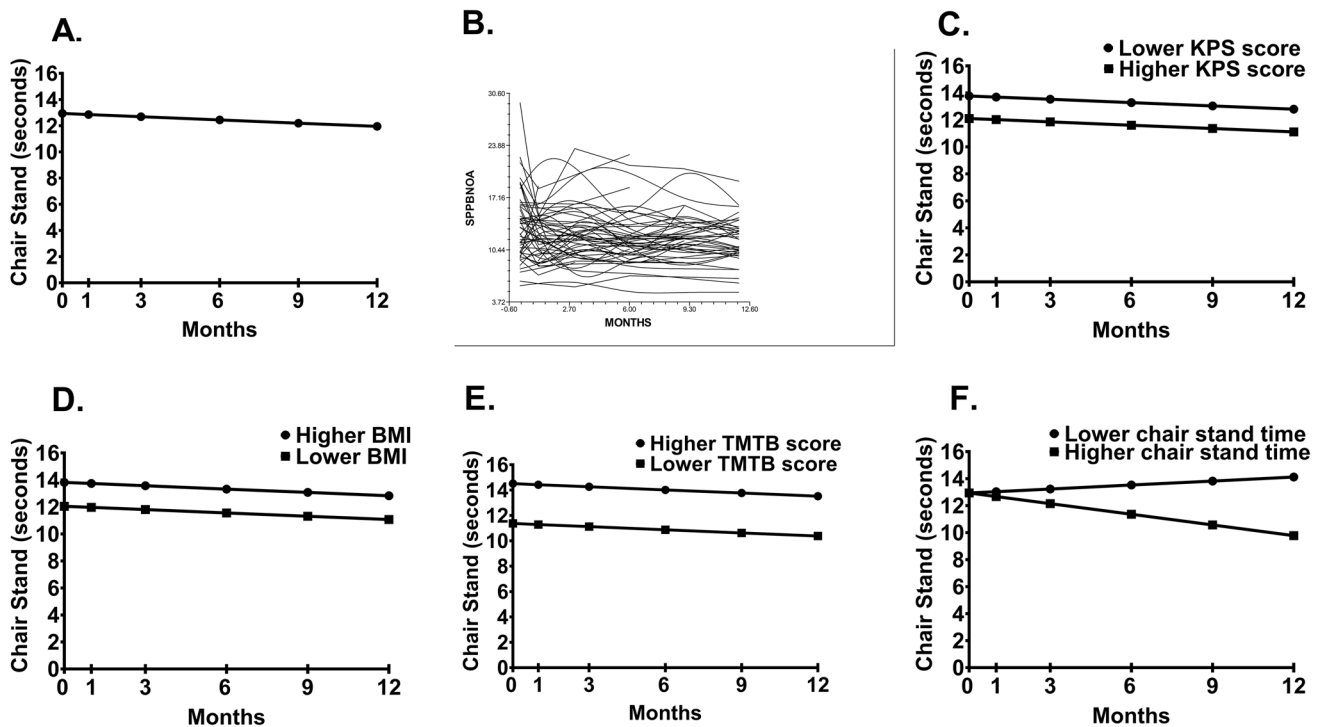 A.
Chair Stand (seconds)
16
14
12
10
8
6
4
2
0
0 1 3 6 9 12
Months
B.
SPPBNOA
30.60
23.88
17.16
10.44
3.72
-0.60 2.70 6.00 9.30 12.60
MONTHS
C.
Lower KPS score
Higher KPS score
Chair Stand (seconds)
16
14
12
10
8
6
4
2
0
0 1 3 6 9 12
Months
D.
Higher BMI
Lower BMI
Chair Stand (seconds)
16
14
12
10
8
6
4
2
0
0 1 3 6 9 12
Months
E.
Higher TMTB score
Lower TMTB score
Chair Stand (seconds)
16
14
12
10
8
6
4
2
0
0 1 3 6 9 12
Months
F.
Lower chair stand time
Higher chair stand time
Chair Stand (seconds)
16
14
12
10
8
6
4
2
0
0 1 3 6 9 12
Months